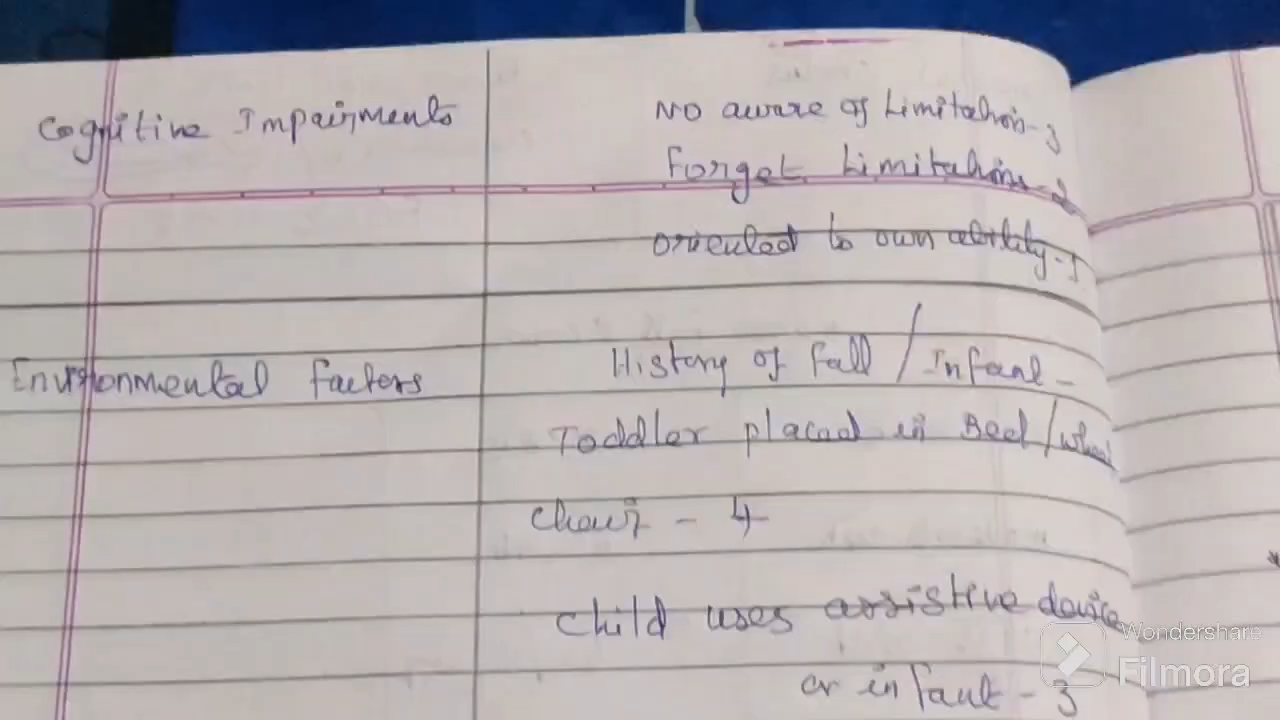 Cognitive Impairments
No aware of Limitation-3
Forget Limitations-2
oriented to own ability-1
Environmental factors
History of fall / Infant -
Toddler placed in Bed / wheel
chair - 4
child uses assistive device
or infant - 3
Wondershare
Filmora